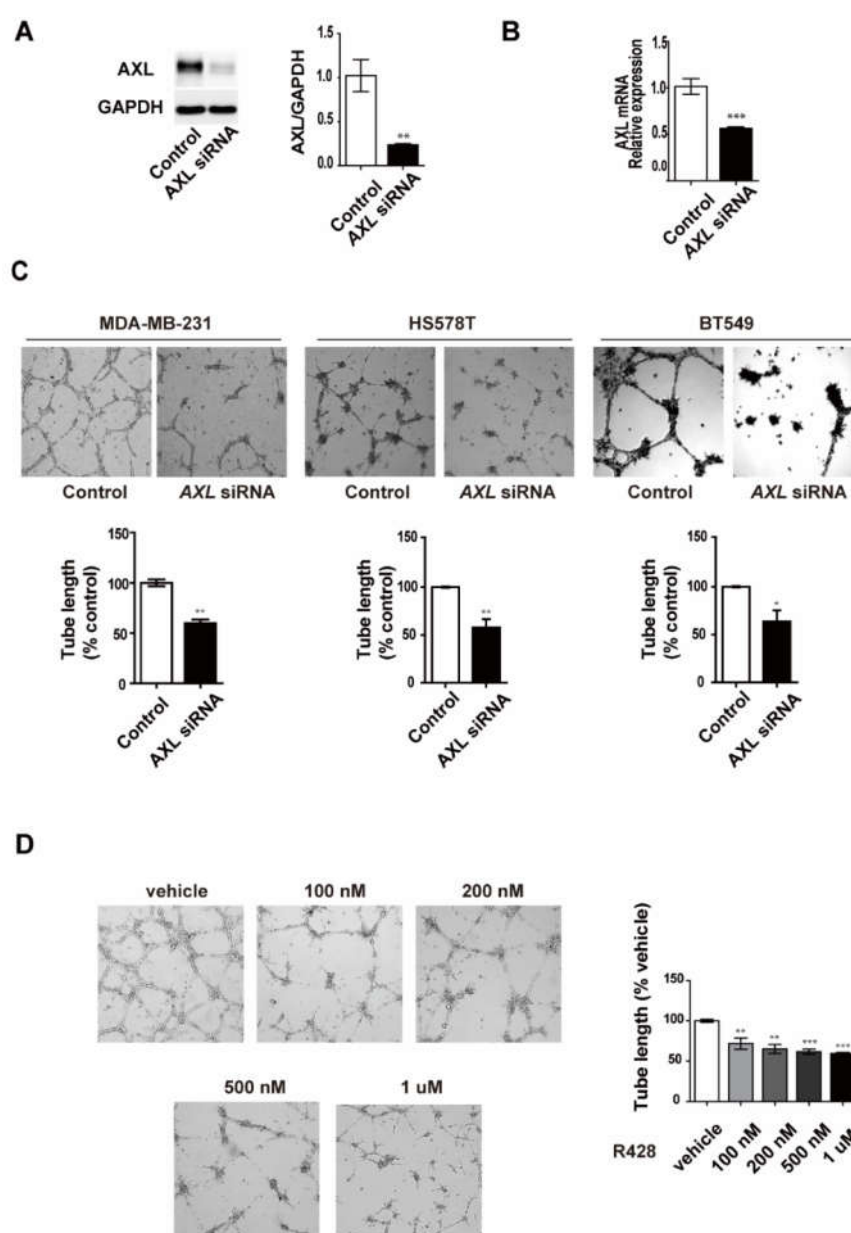 A
AXL
GAPDH
Control
AXL siRNA
AXL/GAPDH
1.5
1.0
0.5
0.0
**
Control
AXL siRNA
B
AXL mRNA
Relative expression
1.5
1.0
0.5
0.0
***
Control
AXL siRNA
C
MDA-MB-231
HS578T
BT549
Control
AXL siRNA
Control
AXL siRNA
Control
AXL siRNA
Tube length
(% control)
150
100
50
0
**
Control
AXL siRNA
Tube length
(% control)
150
100
50
0
**
Control
AXL siRNA
Tube length
(% control)
150
100
50
0
*
Control
AXL siRNA
D
vehicle
100 nM
200 nM
500 nM
1 uM
Tube length (% vehicle)
150
100
50
0
**
**
***
***
R428
vehicle
100 nM
200 nM
500 nM
1 uM